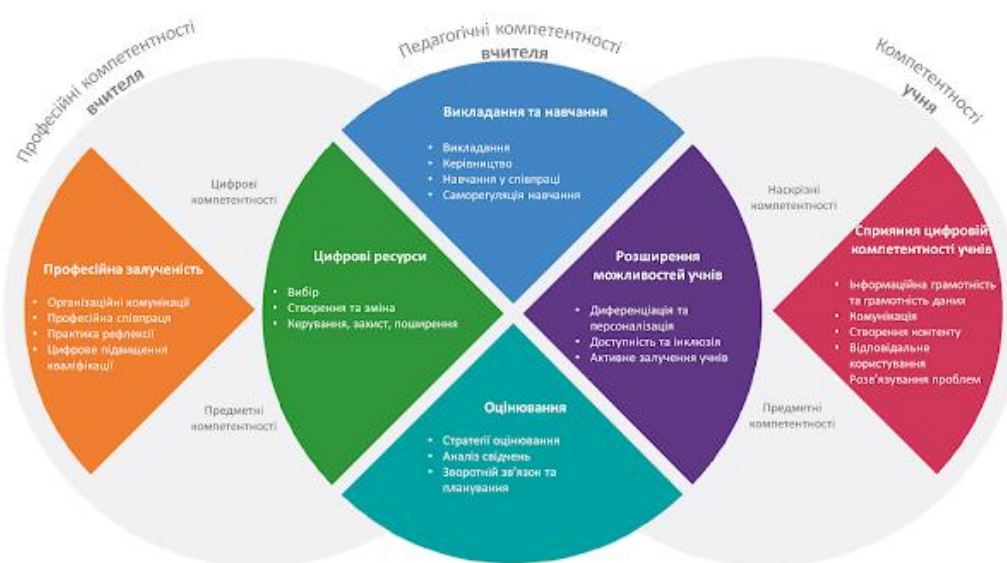 Професійні компетентності
вчителя
Педагогічні компетентності
вчителя
Компетентності
учня
Професійна залученість
• Організаційні комунікації
• Професійна співпраця
• Практика рефлексії
• Цифрове підвищення
кваліфікації
Цифрові
компетентності
Предметні
компетентності
Цифрові ресурси
• Вибір
• Створення та зміна
• Керування, захист, поширення
Викладання та навчання
• Викладання
• Керівництво
• Навчання у співпраці
• Саморегуляція навчання
Оцінювання
• Стратегії оцінювання
• Аналіз свідчень
• Зворотній зв'язок та
планування
Розширення
можливостей учнів
• Диференціація та
персоналізація
• Доступність та інклюзія
• Активне залучення учнів
Наскрізні
компетентності
Предметні
компетентності
Сприяння цифровій
компетентності учнів
• Інформаційна грамотність
та грамотність даних
• Комунікація
• Створення контенту
• Відповідальне
користування
Розв'язування проблем